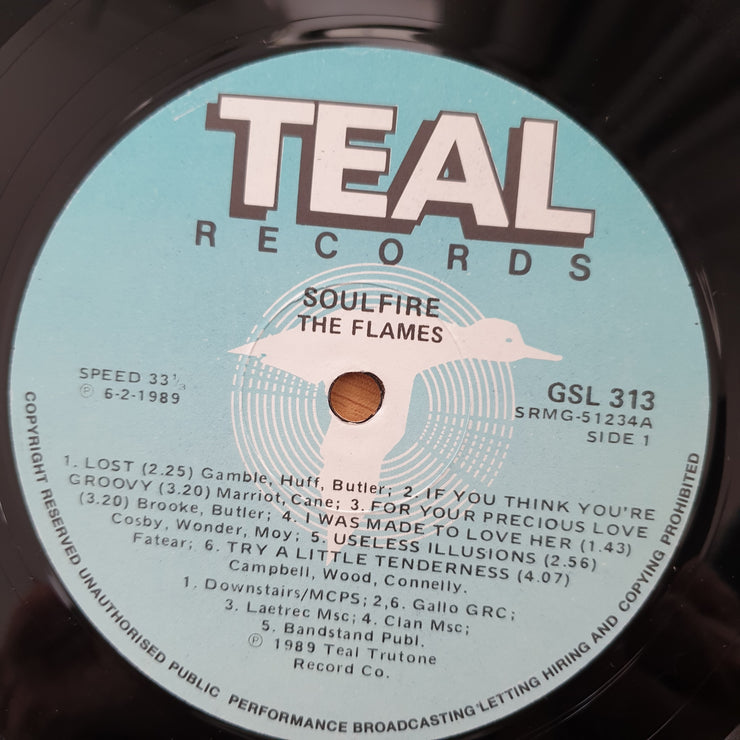 TEAL
RECORDS
SOULFIRE
THE FLAMES
SPEED 33⅓
℗ 6-2-1989
GSL 313
SRMG-51234A
SIDE 1
1. LOST (2.25) Gamble, Huff, Butler; 2. IF YOU THINK YOU'RE
GROOVY (3.20) Marriot, Cane; 3. FOR YOUR PRECIOUS LOVE
(3.20) Brooke, Butler; 4. I WAS MADE TO LOVE HER (1.43)
Cosby, Wonder, Moy; 5. USELESS ILLUSIONS (2.56)
Fatear; 6. TRY A LITTLE TENDERNESS (4.07)
Campbell, Wood, Connelly.
1. Downstairs/MCPS; 2,6. Gallo GRC;
3. Laetrec Msc; 4. Clan Msc;
5. Bandstand Publ.
℗ 1989 Teal Trutone
Record Co.
COPYRIGHT RESERVED UNAUTHORISED PUBLIC PERFORMANCE BROADCASTING LETTING HIRING AND COPYING PROHIBITED